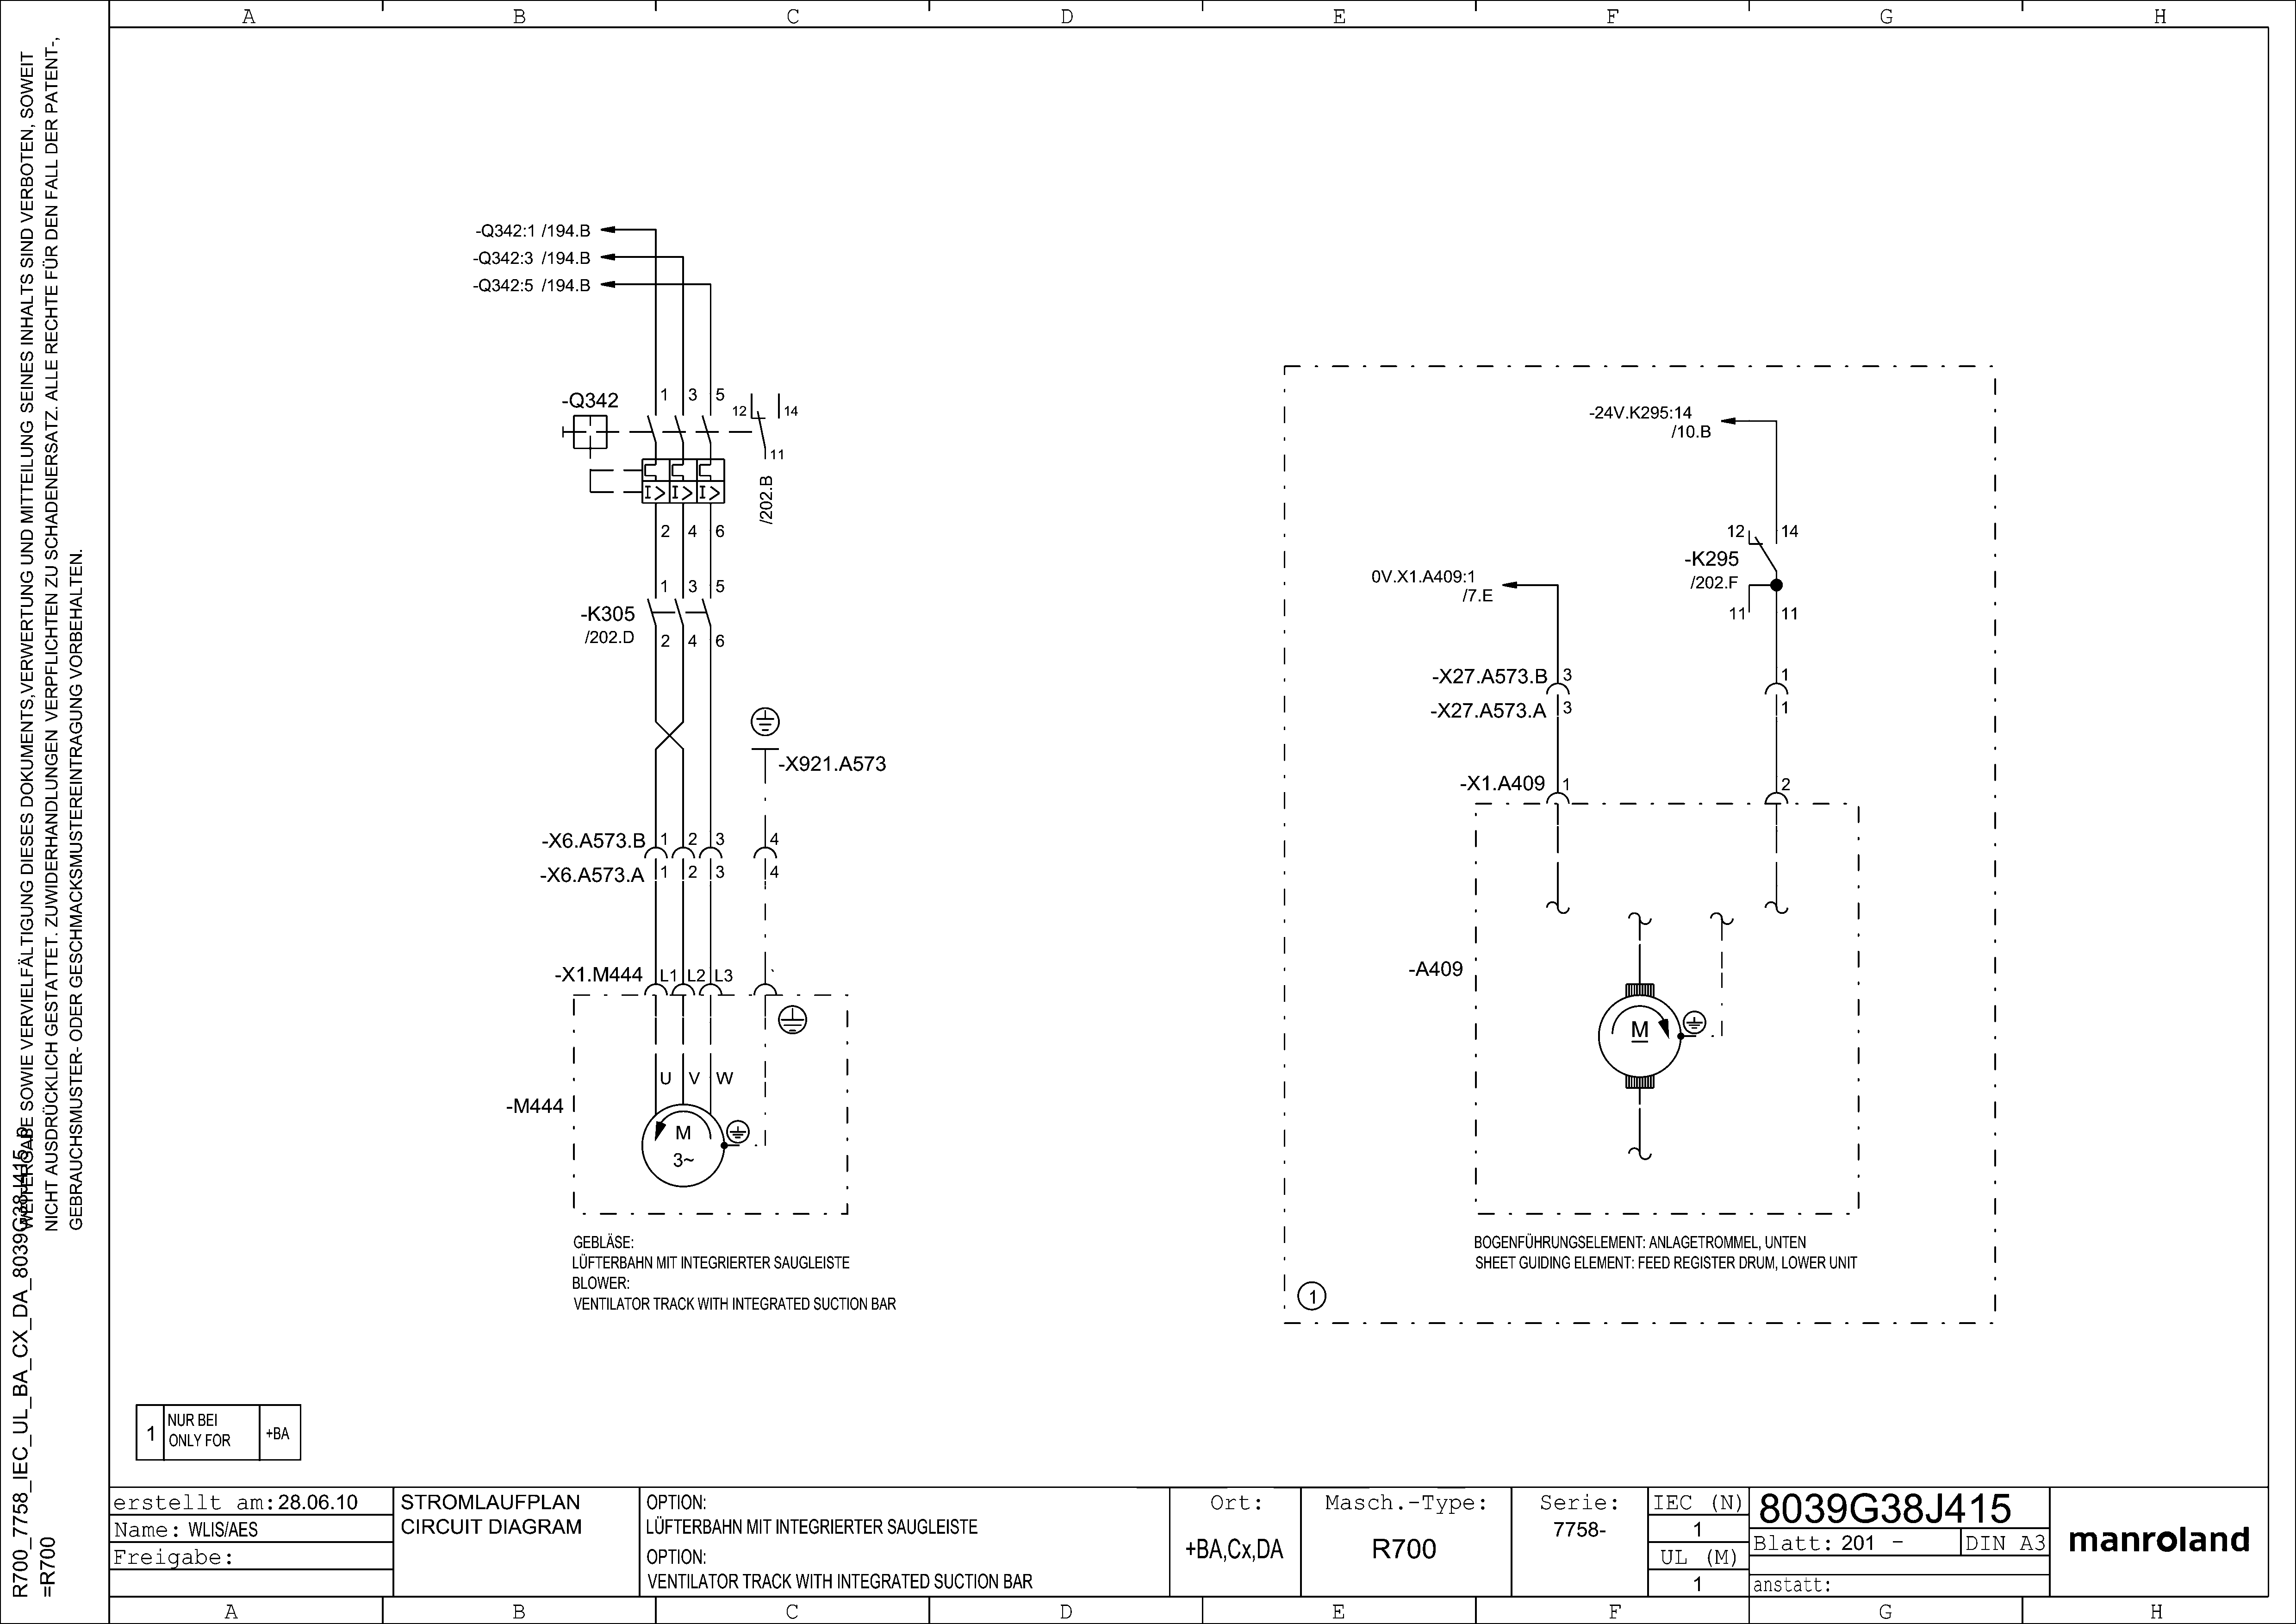 A B C D E F G H
WEITERGABE SOWIE VERVIELFÄLTIGUNG DIESES DOKUMENTS,VERWERTUNG UND MITTEILUNG SEINES INHALTS SIND VERBOTEN, SOWEIT
NICHT AUSDRÜCKLICH GESTATTET. ZUWIDERHANDLUNGEN VERPFLICHTEN ZU SCHADENERSATZ. ALLE RECHTE FÜR DEN FALL DER PATENT-,
GEBRAUCHSMUSTER- ODER GESCHMACKSMUSTEREINTRAGUNG VORBEHALTEN.
R700_7758_IEC_UL_BA_CX_DA_8039G38J415_p
=R700
-Q342:1 /194.B
-Q342:3 /194.B
-Q342:5 /194.B
-Q342
1 3 5
12 14
11
/202.B
I> I> I>
2 4 6
1 3 5
-K305
/202.D
2 4 6
-X921.A573
-X6.A573.B 1 2 3 4
-X6.A573.A 1 2 3 4
-X1.M444 L1 L2 L3
U V W
-M444
M
3~
GEBLÄSE:
LÜFTERBAHN MIT INTEGRIERTER SAUGLEISTE
BLOWER:
VENTILATOR TRACK WITH INTEGRATED SUCTION BAR
-24V.K295:14
/10.B
12 14
-K295
/202.F
11 11
0V.X1.A409:1
/7.E
-X27.A573.B 3 1
-X27.A573.A 3 1
-X1.A409 1 2
-A409
M
BOGENFÜHRUNGSELEMENT: ANLAGETROMMEL, UNTEN
SHEET GUIDING ELEMENT: FEED REGISTER DRUM, LOWER UNIT
1
1 NUR BEI
ONLY FOR +BA
erstellt am: 28.06.10
Name: WLIS/AES
Freigabe:
STROMLAUFPLAN
CIRCUIT DIAGRAM
OPTION:
LÜFTERBAHN MIT INTEGRIERTER SAUGLEISTE
OPTION:
VENTILATOR TRACK WITH INTEGRATED SUCTION BAR
Ort:
+BA,Cx,DA
Masch.-Type:
R700
Serie:
7758-
IEC (N)
1
UL (M)
1
8039G38J415
Blatt: 201 - DIN A3
anstatt:
manroland
A B C D E F G H